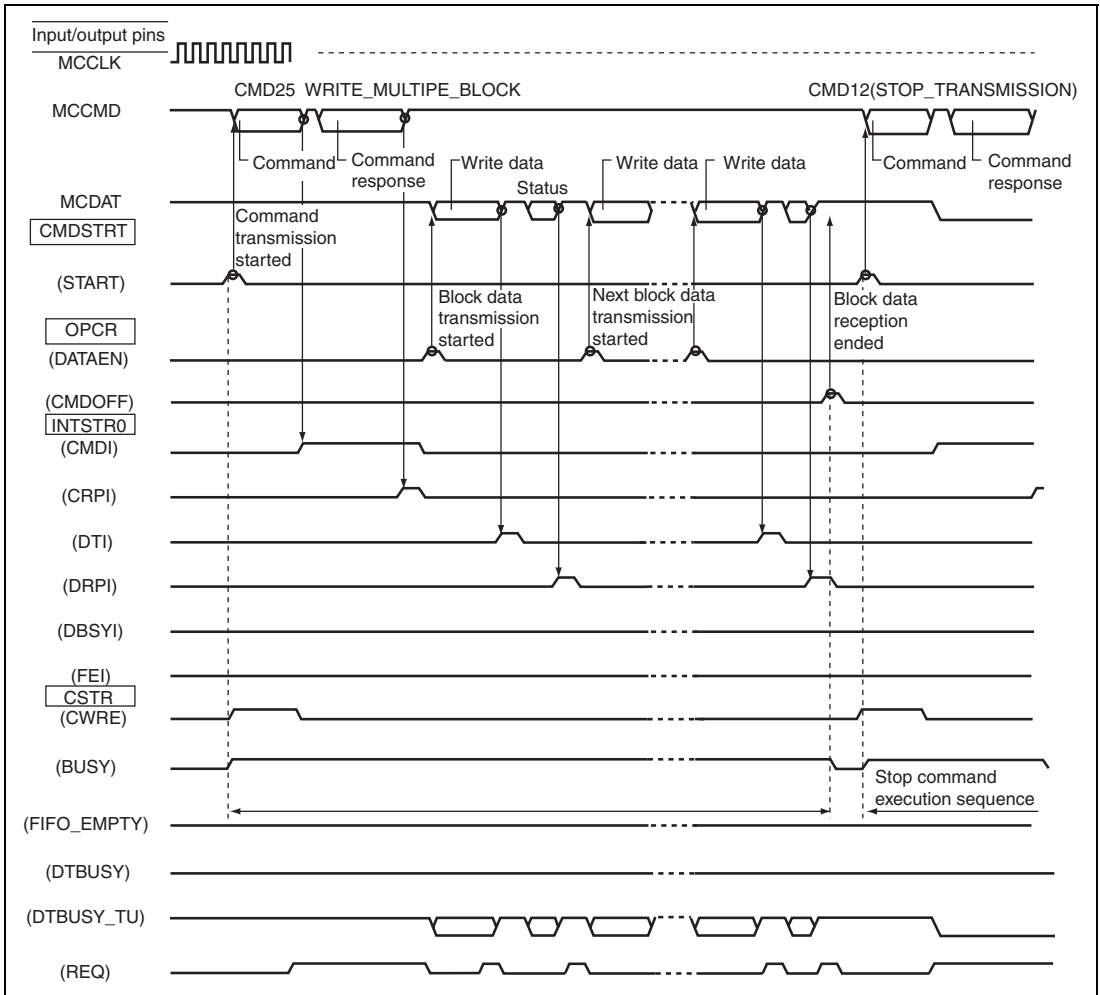 Input/output pins
MCCLK
CMD25 WRITE_MULTIPE_BLOCK
CMD12(STOP_TRANSMISSION)
MCCMD
Command
Command
response
Command
Command
response
Write data
Status
Write data
Write data
MCDAT
CMDSTRT
Command
transmission
started
(START)
Block data
transmission
started
Next block data
transmission
started
Block data
reception
ended
OPCR
(DATAEN)
(CMDOFF)
INTSTR0
(CMDI)
(CRPI)
(DTI)
(DRPI)
(DBSYI)
(FEI)
CSTR
(CWRE)
(BUSY)
Stop command
execution sequence
(FIFO_EMPTY)
(DTBUSY)
(DTBUSY_TU)
(REQ)